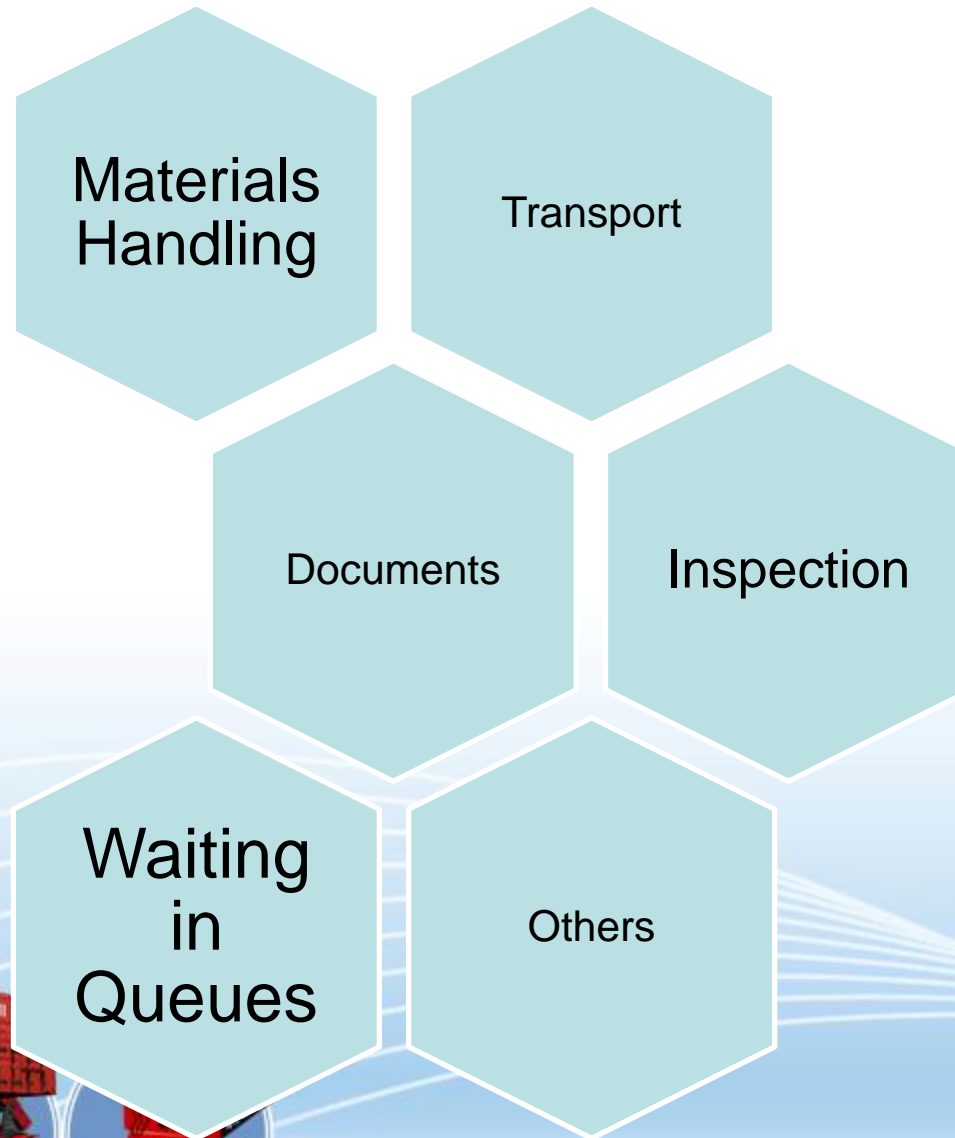 Materials
Handling
Transport
Documents
Inspection
Waiting
in
Queues
Others